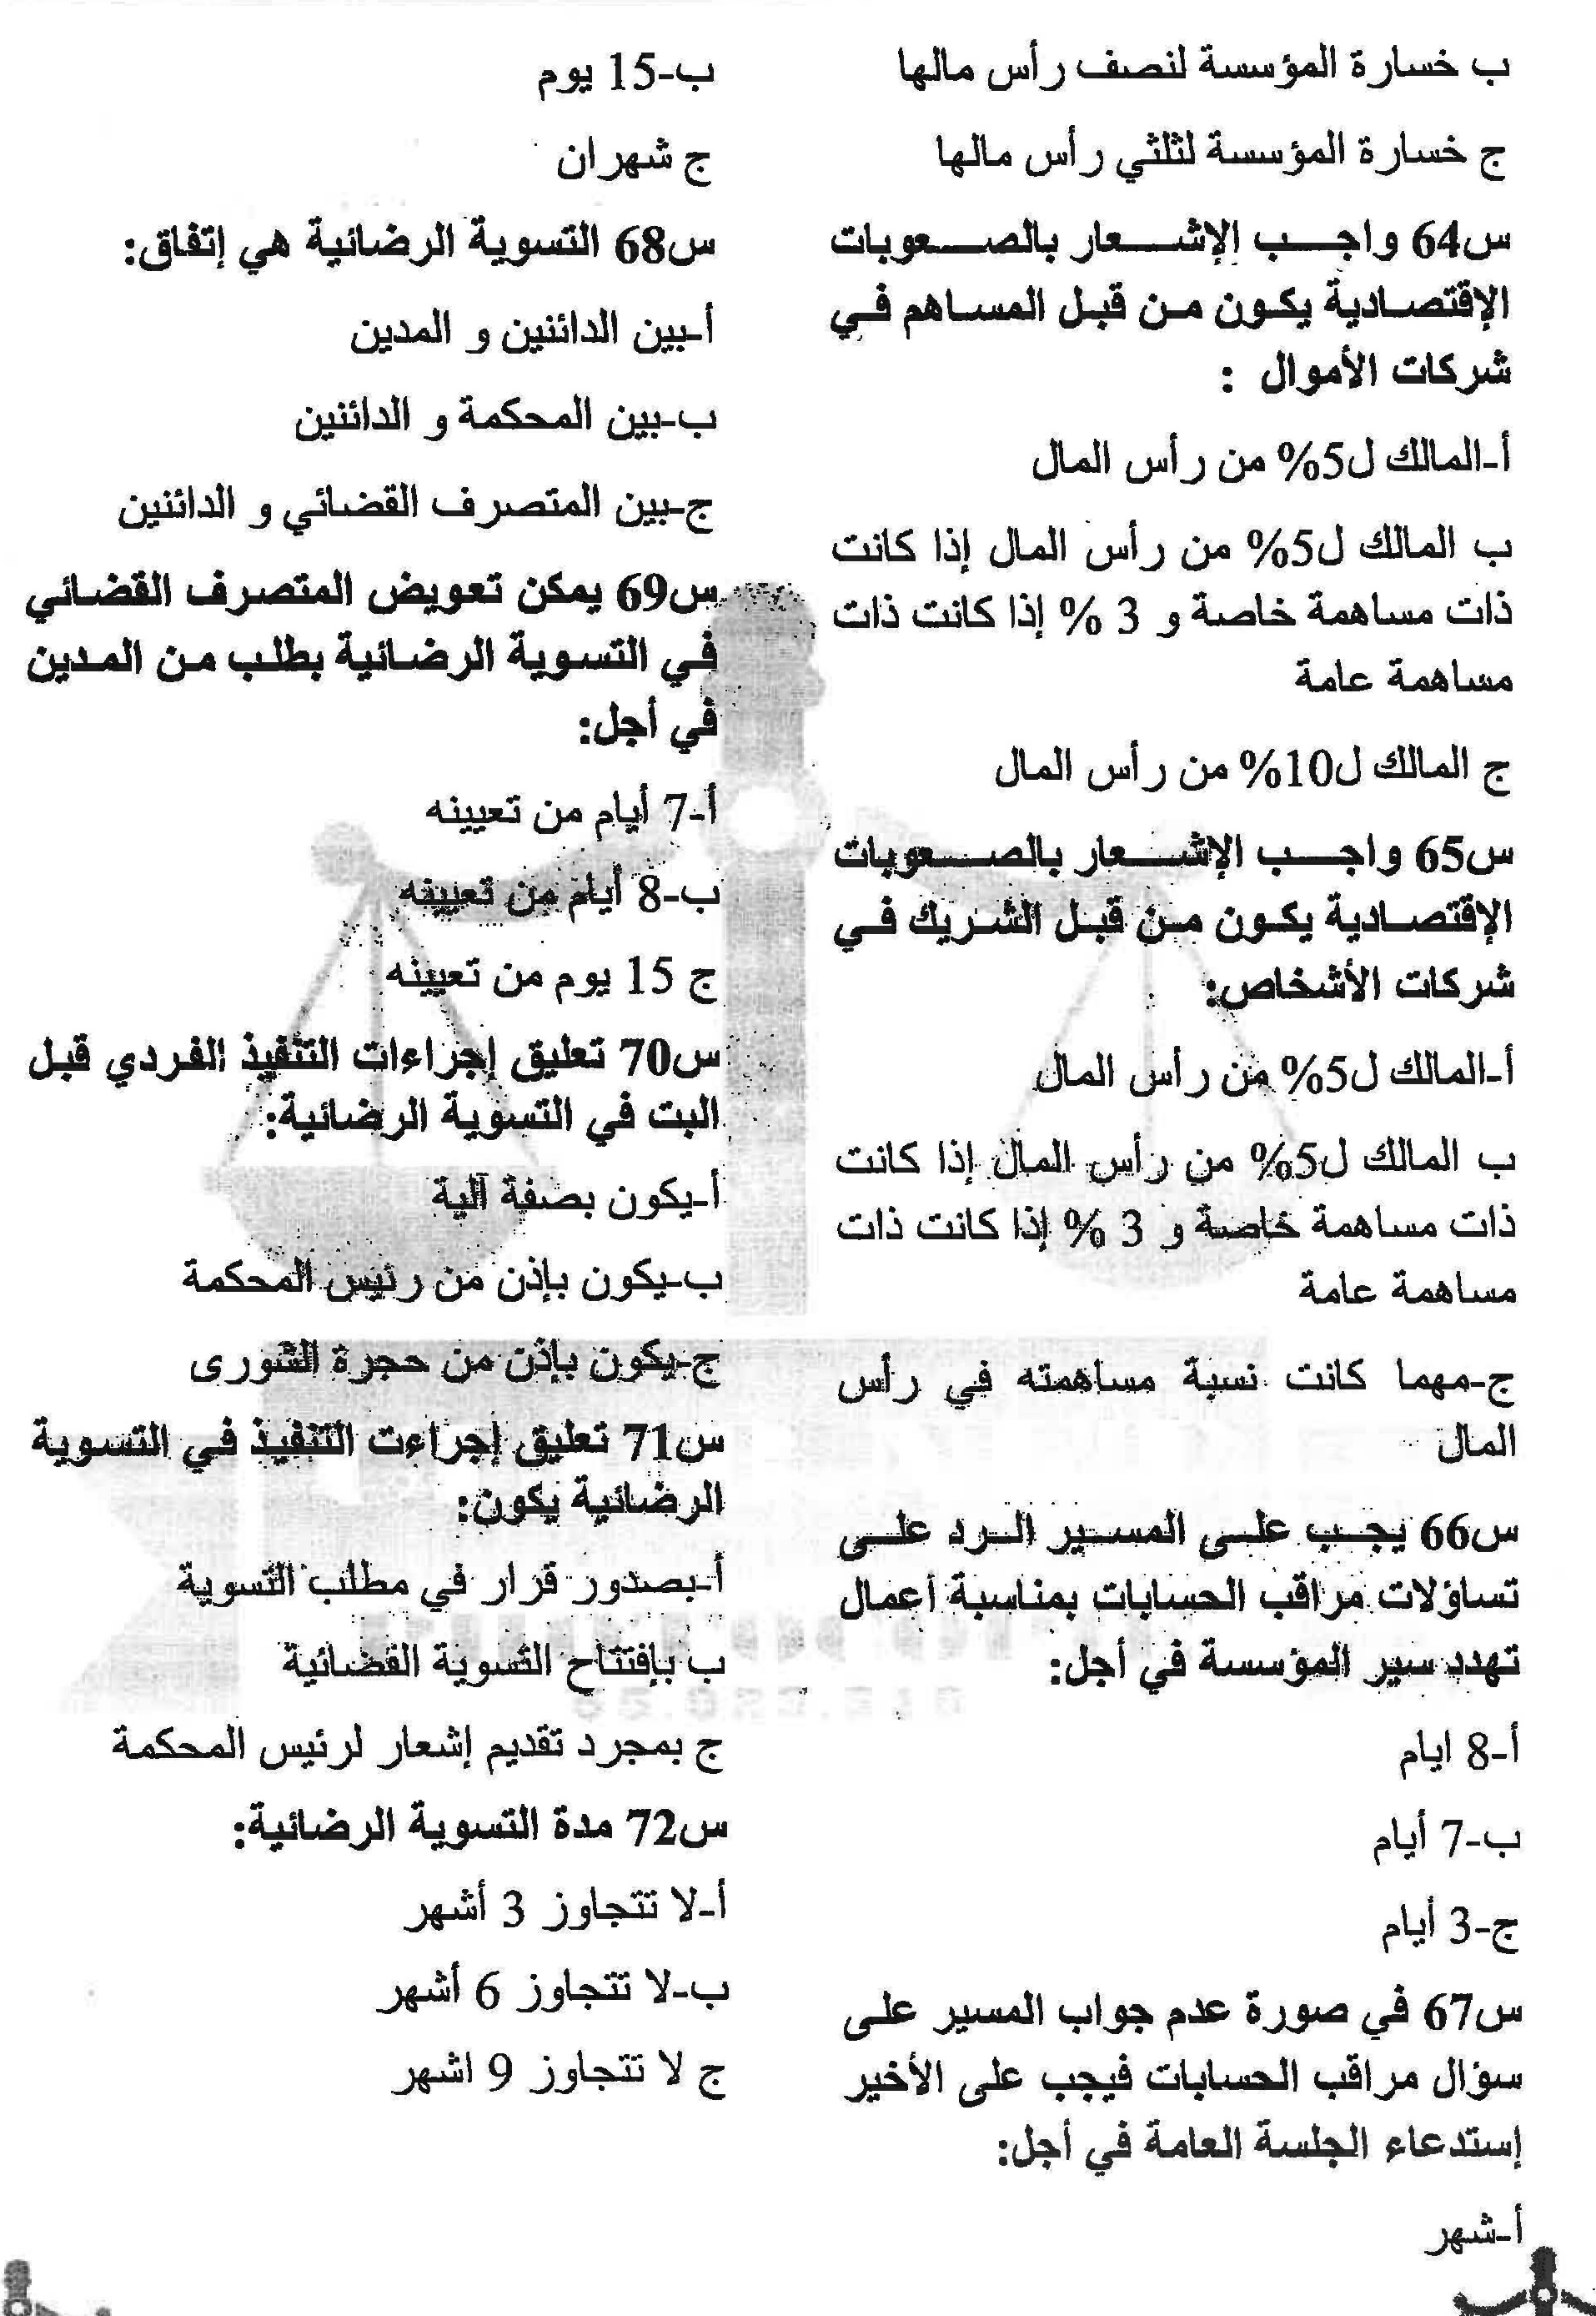 ب خسارة المؤسسة لنصف رأس مالها
ج خسارة المؤسسة لثلثي رأس مالها
س64 واجب الإشعار بالصعوبات
الإقتصادية يكون من قبل المساهم في
شركات الأموال :
أ-المالك ل5% من رأس المال
ب المالك ل5% من رأس المال إذا كانت
ذات مساهمة خاصة و 3 % إذا كانت ذات
مساهمة عامة
ج المالك ل10% من رأس المال
س65 واجب الإشعار بالصعوبات
الإقتصادية يكون من قبل الشريك في
شركات الأشخاص:
أ-المالك ل5% من رأس المال
ب المالك ل5% من رأس المال إذا كانت
ذات مساهمة خاصة و 3 % إذا كانت ذات
مساهمة عامة
ج-مهما كانت نسبة مساهمته في رأس
المال
س66 يجب على المسير الرد على
تساؤلات مراقب الحسابات بمناسبة أعمال
تهدد سير المؤسسة في أجل:
أ-8 ايام
ب-7 أيام
ج-3 أيام
س67 في صورة عدم جواب المسير على
سؤال مراقب الحسابات فيجب على الأخير
إستدعاء الجلسة العامة في أجل:
أ-شهر
ب-15 يوم
ج شهران
س68 التسوية الرضائية هي إتفاق:
أ-بين الدائنين و المدين
ب-بين المحكمة و الدائنين
ج-بين المتصرف القضائي و الدائنين
س69 يمكن تعويض المتصرف القضائي
في التسوية الرضائية بطلب من المدين
في أجل:
أ-7 أيام من تعيينه
ب-8 أيام من تعيينه
ج 15 يوم من تعيينه
س70 تعليق إجراءات التنفيذ الفردي قبل
البت في التسوية الرضائية:
أ-يكون بصفة آلية
ب-يكون بإذن من رئيس المحكمة
ج-يكون بإذن من حجرة الشورى
س71 تعليق إجراءت التنفيذ في التسوية
الرضائية يكون:
أ-بصدور قرار في مطلب التسوية
ب بإفتتاح التسوية القضائية
ج بمجرد تقديم إشعار لرئيس المحكمة
س72 مدة التسوية الرضائية:
أ-لا تتجاوز 3 أشهر
ب-لا تتجاوز 6 أشهر
ج لا تتجاوز 9 اشهر